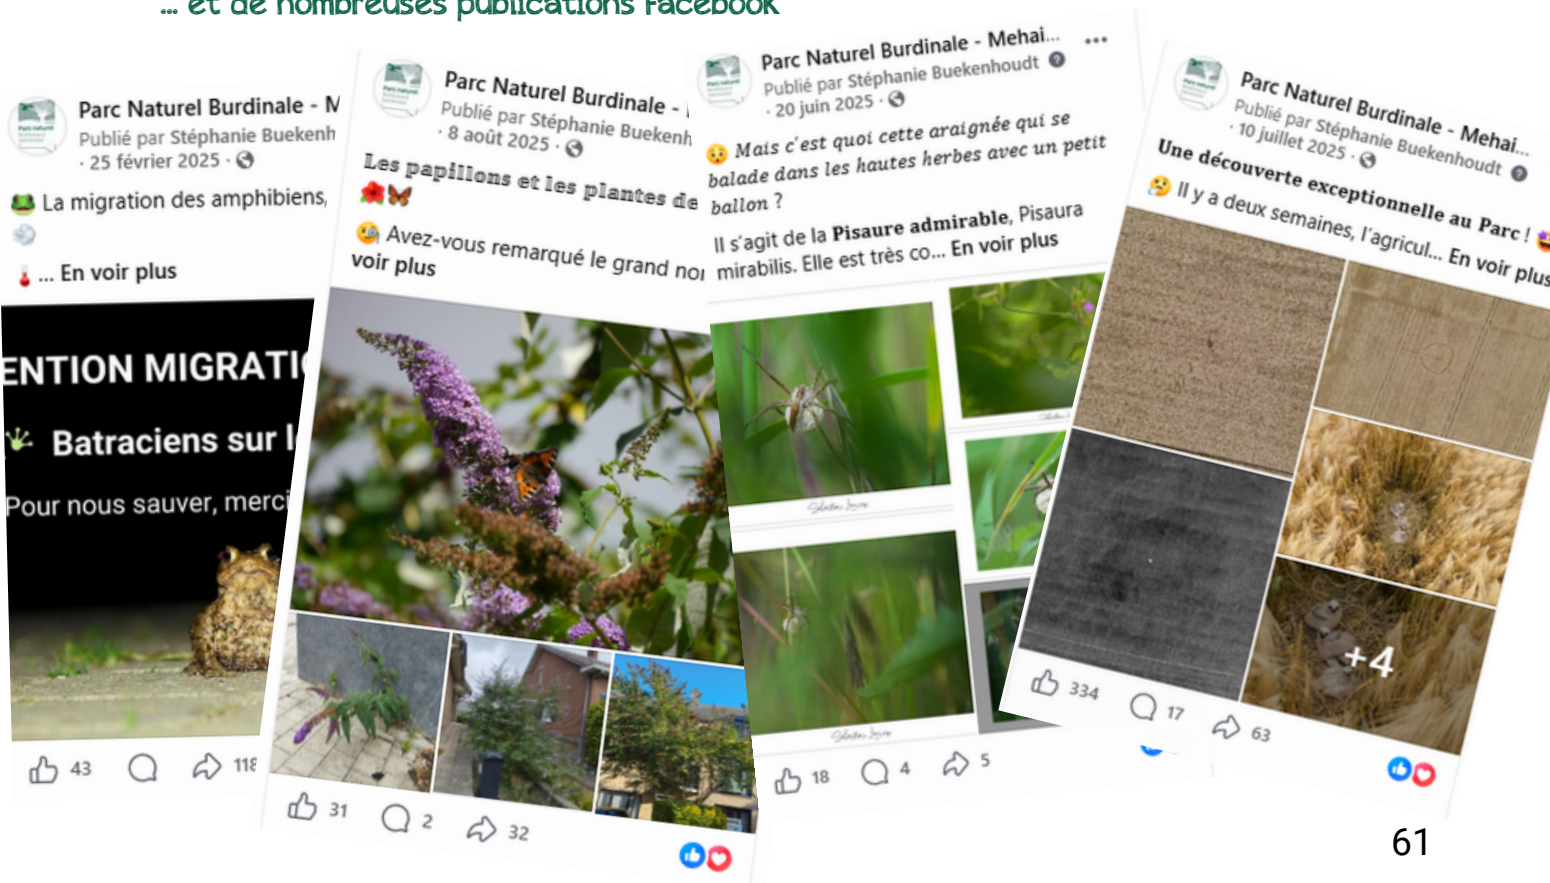 ... et de nombreuses publications Facebook
Parc Naturel Burdinale - M
Publié par Stéphanie Buekenh
· 25 février 2025 ·
🐸 La migration des amphibiens,
💨
🌡️... En voir plus
ENTION MIGRATI
Batraciens sur l
Pour nous sauver, merci
43
118
Parc Naturel Burdinale -
Publié par Stéphanie Buekenh
· 8 août 2025 ·
Les papillons et les plantes de
🌺🦋
🧐 Avez-vous remarqué le grand no
voir plus
31
2
32
Parc Naturel Burdinale - Mehai...
Publié par Stéphanie Buekenhoudt
· 20 juin 2025 ·
😯 Mais c'est quoi cette araignée qui se
balade dans les hautes herbes avec un petit
ballon ?
Il s'agit de la Pisaure admirable, Pisaura
mirabilis. Elle est très co... En voir plus
18
4
5
Parc Naturel Burdinale - Mehai...
Publié par Stéphanie Buekenhoudt
· 10 juillet 2025 ·
Une découverte exceptionnelle au Parc ! 🤩
Il y a deux semaines, l'agricul... En voir plus
+4
334
17
63
61